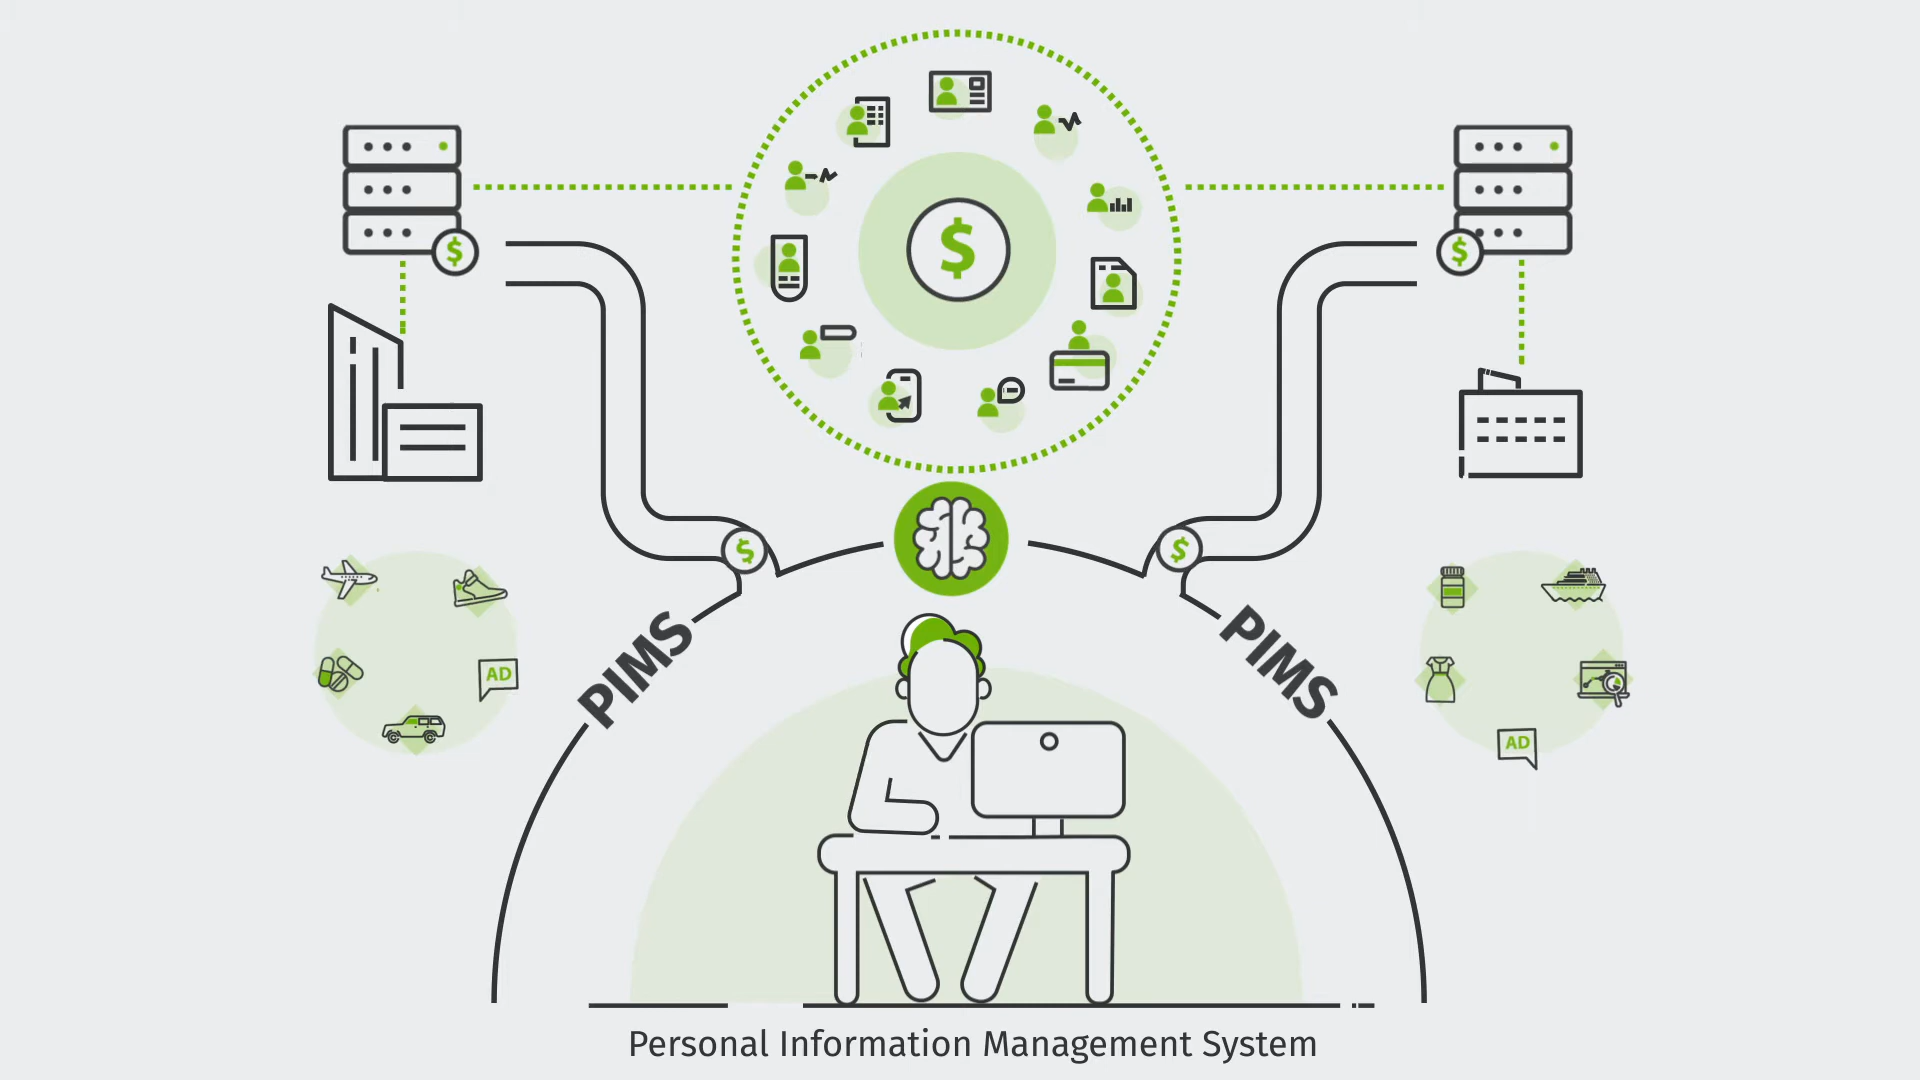 $
$
$
$
$
PIMS
PIMS
AD
AD
Personal Information Management System